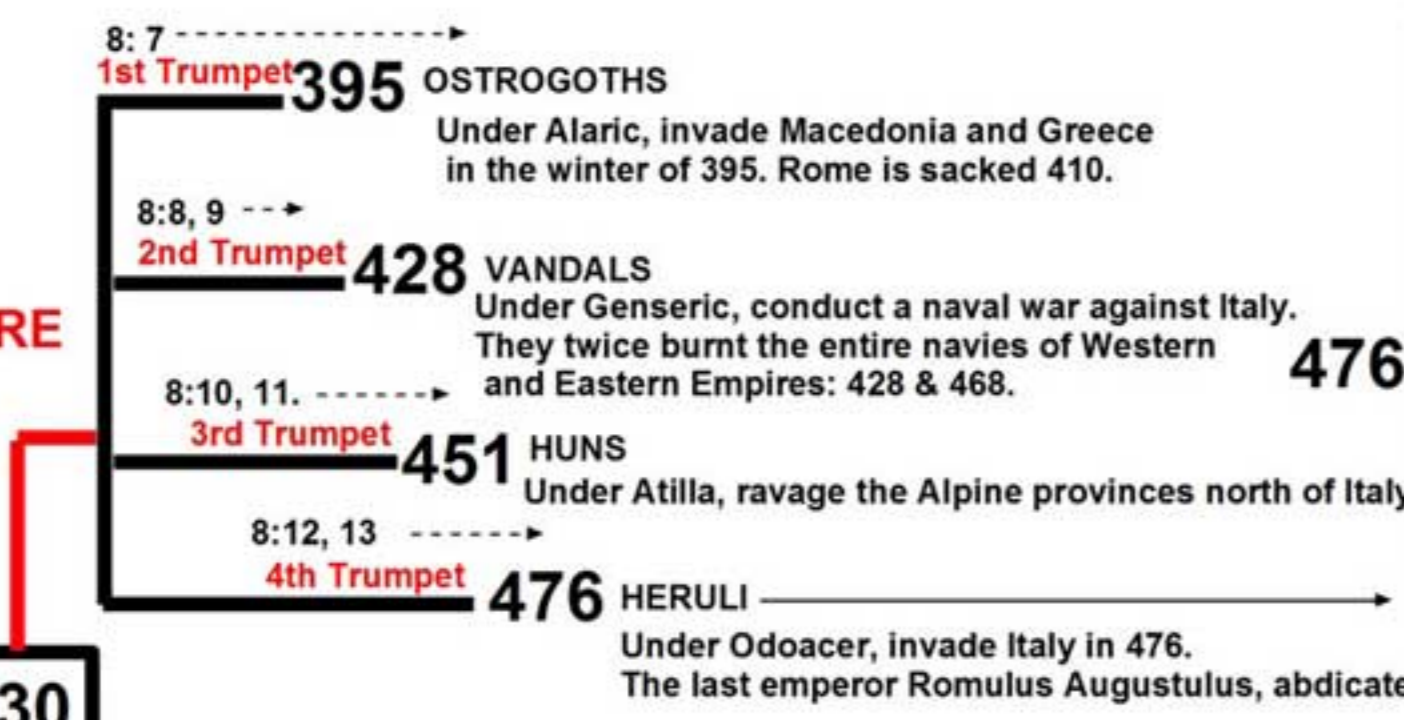 8: 7
1st Trumpet 395 OSTROGOTHS
Under Alaric, invade Macedonia and Greece
in the winter of 395. Rome is sacked 410.
8:8, 9
2nd Trumpet 428 VANDALS
Under Genseric, conduct a naval war against Italy.
They twice burnt the entire navies of Western
and Eastern Empires: 428 & 468.
476
RE
8:10, 11.
3rd Trumpet 451 HUNS
Under Atilla, ravage the Alpine provinces north of Italy
8:12, 13
4th Trumpet 476 HERULI
Under Odoacer, invade Italy in 476.
The last emperor Romulus Augustulus, abdicate
30